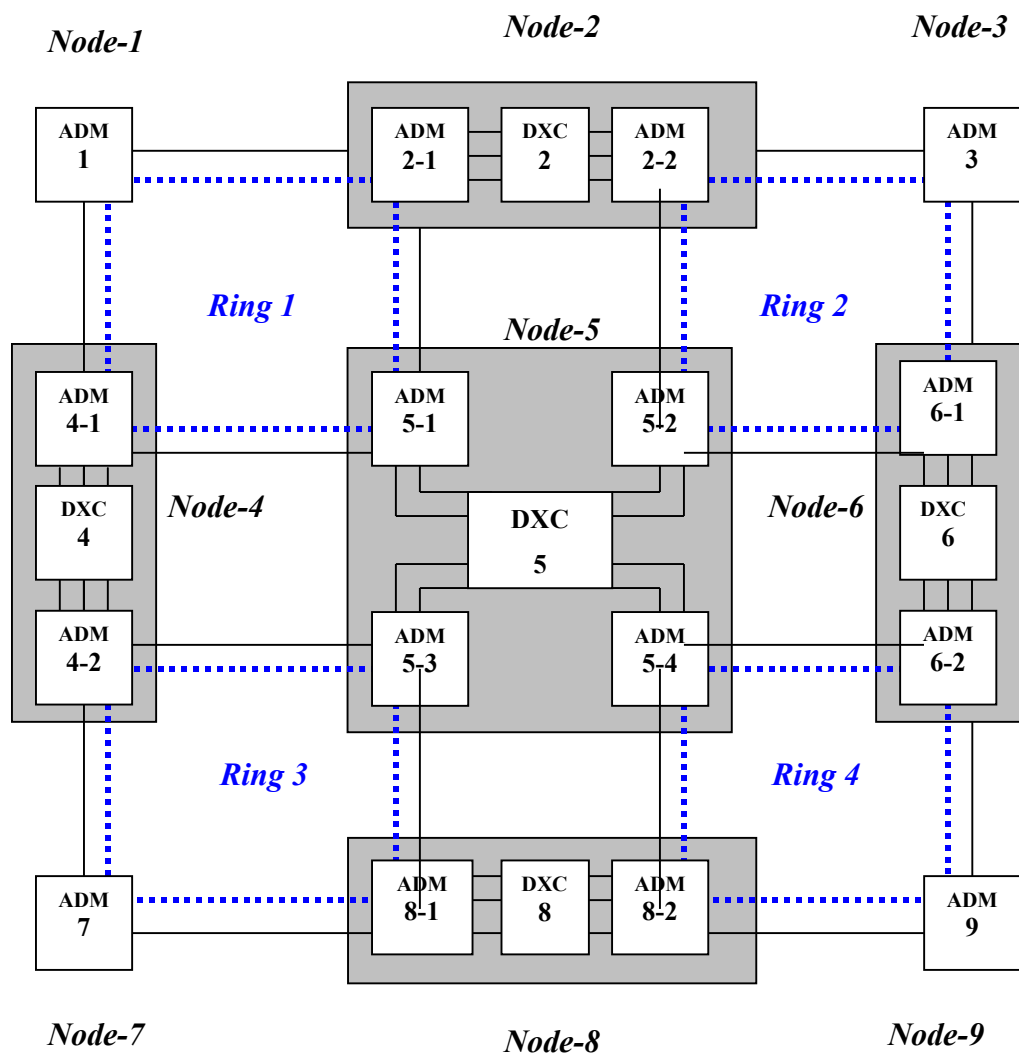 Node-1
Node-2
Node-3
ADM
1
ADM
2-1
DXC
2
ADM
2-2
ADM
3
Ring 1
Ring 2
Node-5
ADM
4-1
ADM
5-1
ADM
5-2
ADM
6-1
DXC
4
Node-4
DXC
5
Node-6
DXC
6
ADM
4-2
ADM
5-3
ADM
5-4
ADM
6-2
Ring 3
Ring 4
ADM
7
ADM
8-1
DXC
8
ADM
8-2
ADM
9
Node-7
Node-8
Node-9